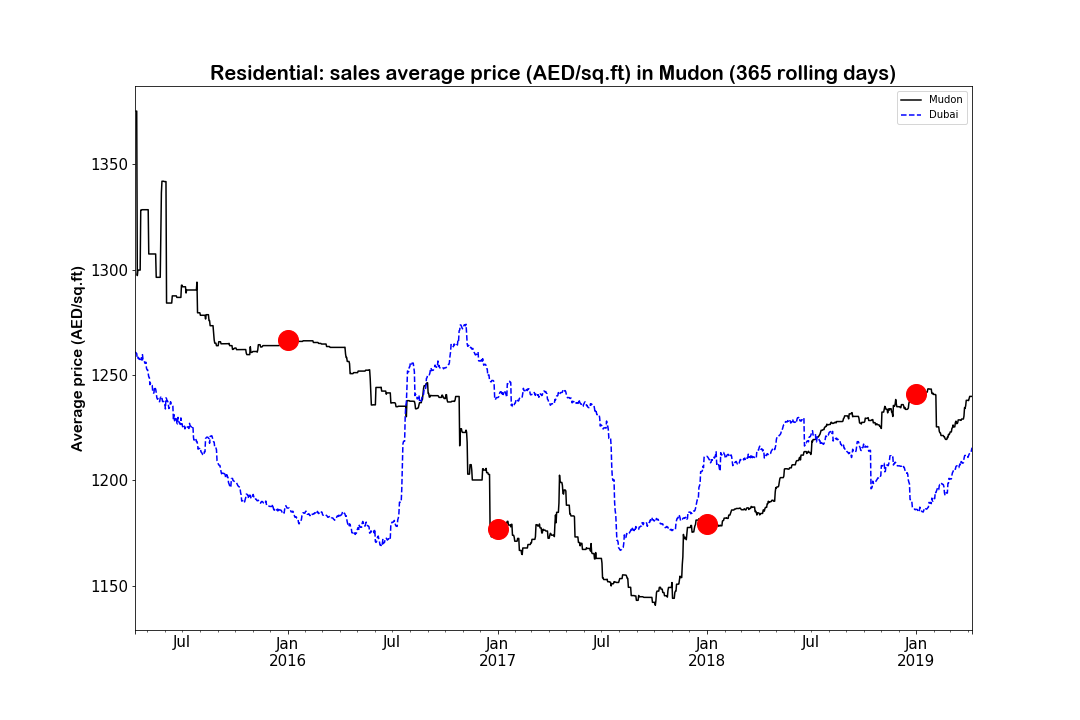 Residential: sales average price (AED/sq.ft) in Mudon (365 rolling days)
Mudon
Dubai
Average price (AED/sq.ft)
1350
1300
1250
1200
1150
Jul
Jan
2016
Jul
Jan
2017
Jul
Jan
2018
Jul
Jan
2019